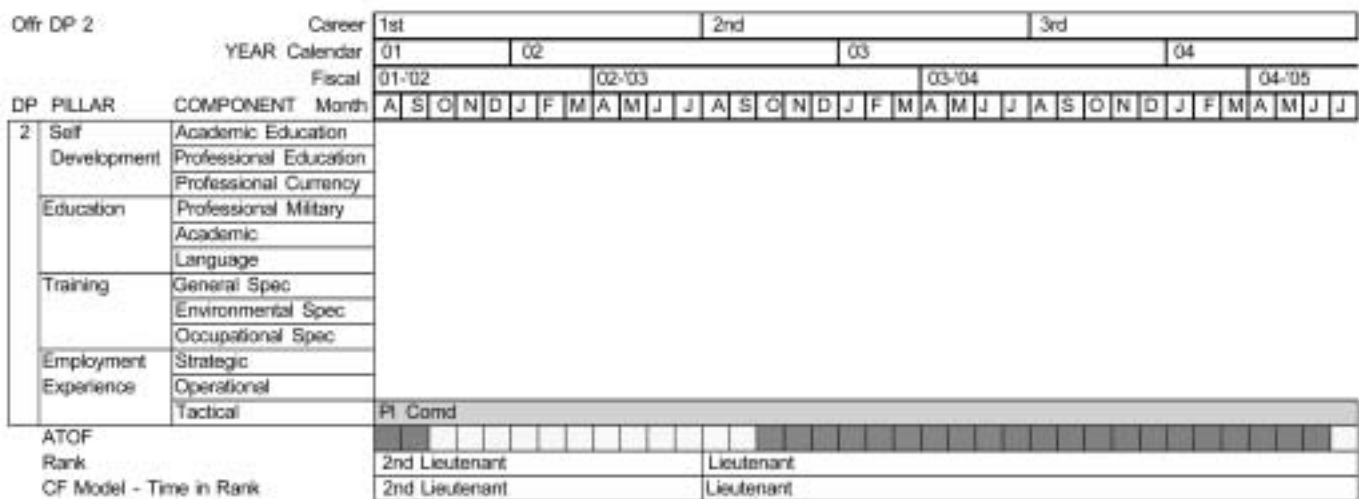 Offr DP 2 Career 1st 2nd 3rd
YEAR Calendar 01 02 03 04
Fiscal 01-'02 02-'03 03-'04 04-'05
DP PILLAR COMPONENT Month A S O N D J F M A M J J A S O N D J F M A M J J A S O N D J F M A M J J
2 Self Academic Education
Development Professional Education
Professional Currency
Education Professional Military
Academic
Language
Training General Spec
Environmental Spec
Occupational Spec
Employment Strategic
Experience Operational
Tactical Pl Comd
ATOF
Rank 2nd Lieutenant Lieutenant
CF Model - Time in Rank 2nd Lieutenant Lieutenant